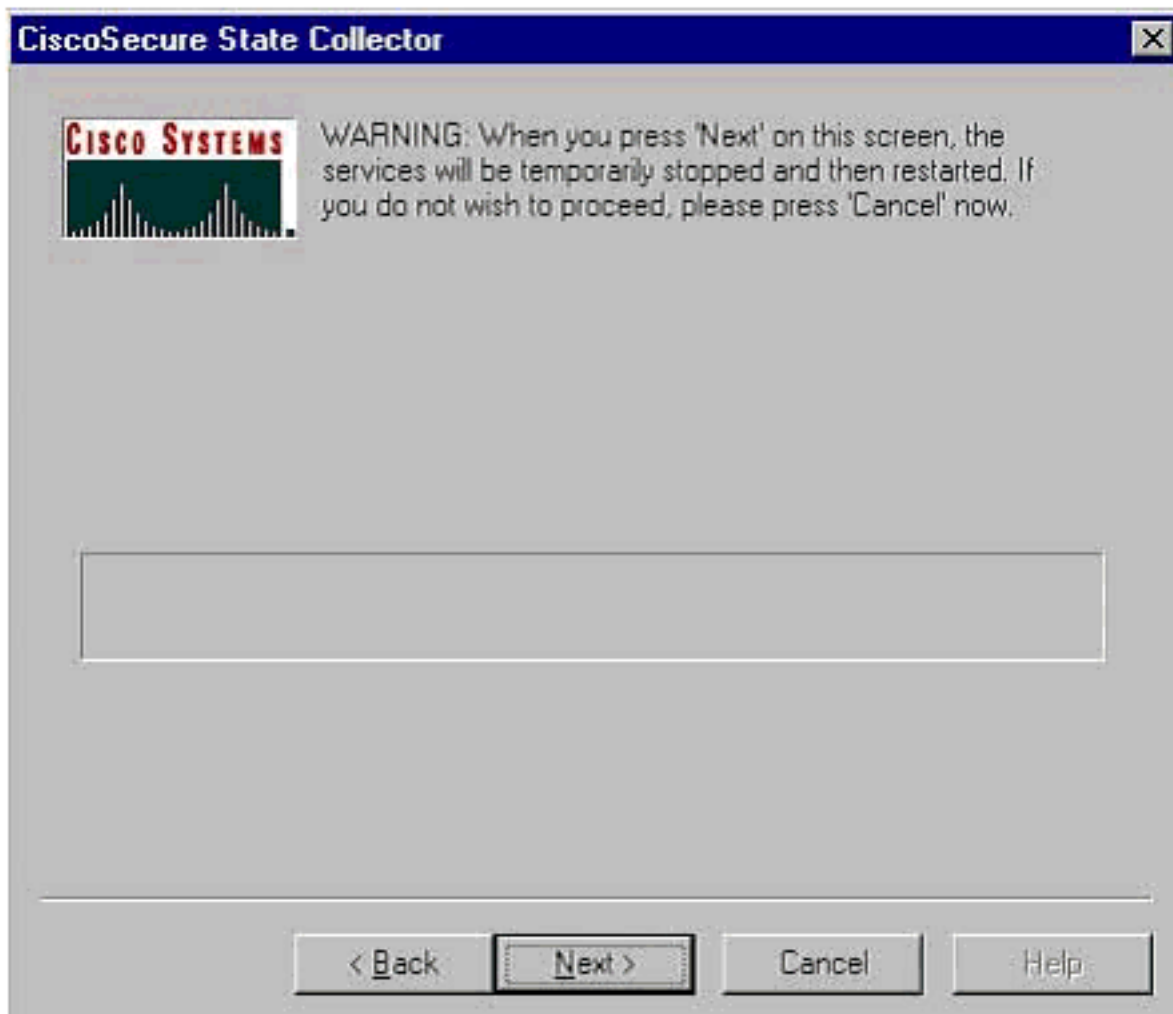 CiscoSecure State Collector
CISCO SYSTEMS
WARNING: When you press 'Next' on this screen, the
services will be temporarily stopped and then restarted. If
you do not wish to proceed, please press 'Cancel' now.
< Back
Next >
Cancel
Help